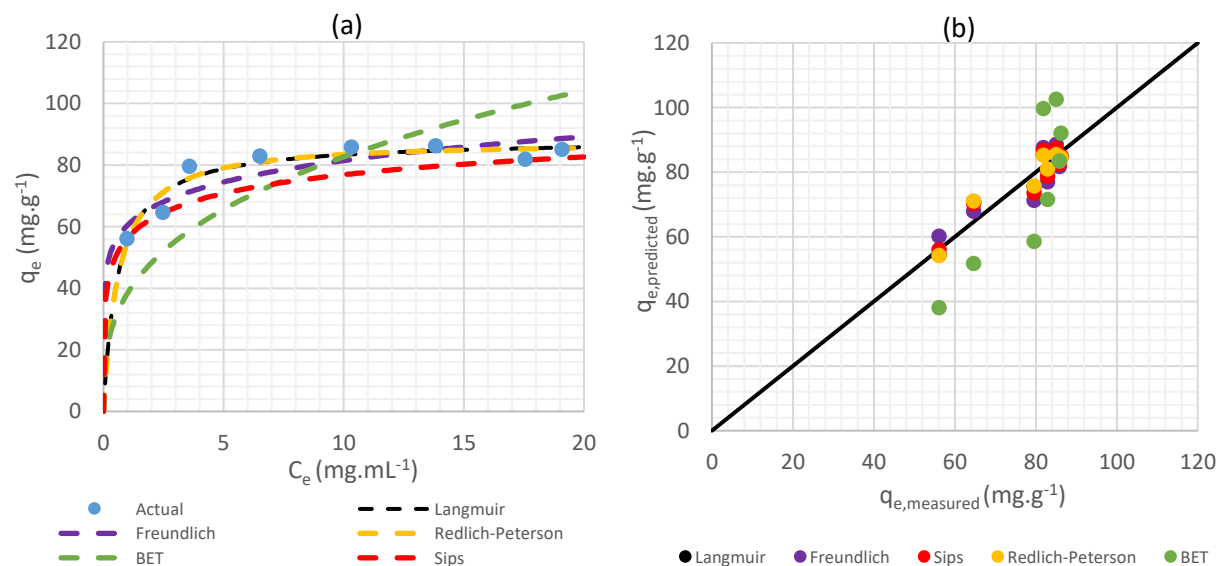 (a)
120
100
80
60
40
20
0
qe (mg.g-1)
0 5 10 15 20
Ce (mg.mL-1)
Actual Langmuir
Freundlich Redlich-Peterson
BET Sips
(b)
120
100
80
60
40
20
0
qe,predicted (mg.g-1)
0 20 40 60 80 100 120
qe,measured (mg.g-1)
Langmuir Freundlich Sips Redlich-Peterson BET